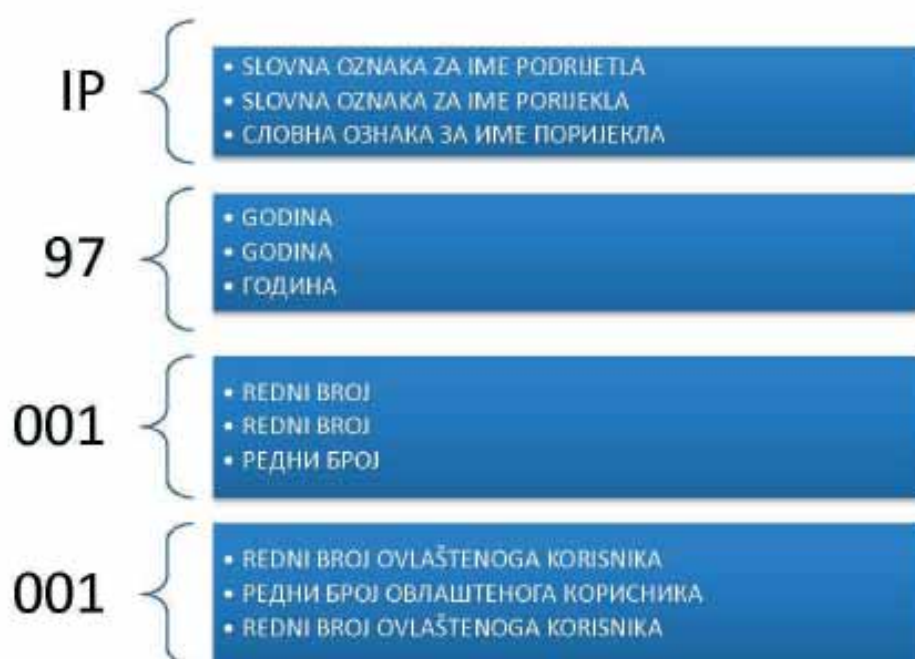 IP
• SLOVNA OZNAKA ZA IME PODRIJETLA
• SLOVNA OZNAKA ZA IME PORIJEKLA
• СЛОВНА ОЗНАКА ЗА ИМЕ ПОРИЈЕКЛА
97
• GODINA
• GODINA
• ГОДИНА
001
• REDNI BROJ
• REDNI BROJ
• РЕДНИ БРОЈ
001
• REDNI BROJ OVLAŠTENOGA KORISNIKA
• РЕДНИ БРОЈ ОВЛАШТЕНОГА КОРИСНИКА
• REDNI BROJ OVLAŠTENOGA KORISNIKA